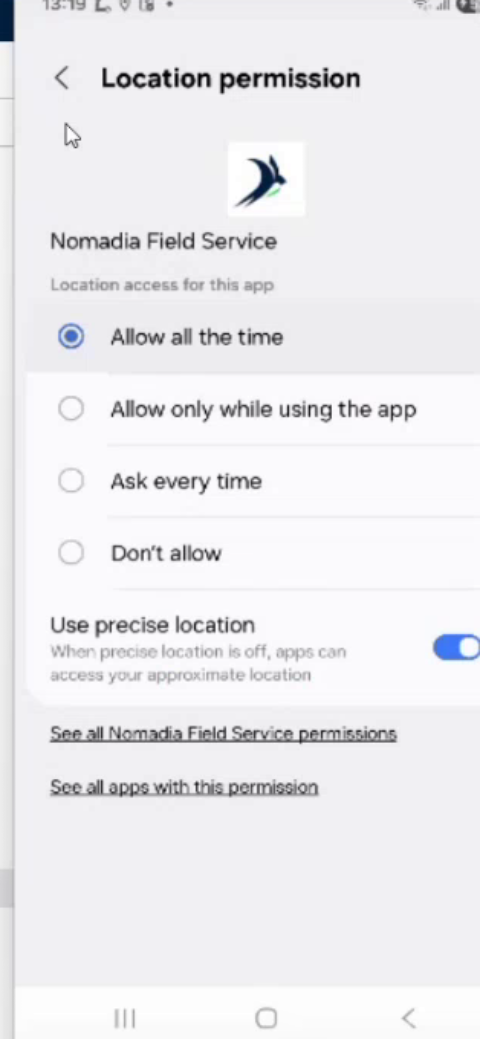 13:19
Location permission
Nomadia Field Service
Location access for this app
Allow all the time
Allow only while using the app
Ask every time
Don't allow
Use precise location
When precise location is off, apps can
access your approximate location
See all Nomadia Field Service permissions
See all apps with this permission